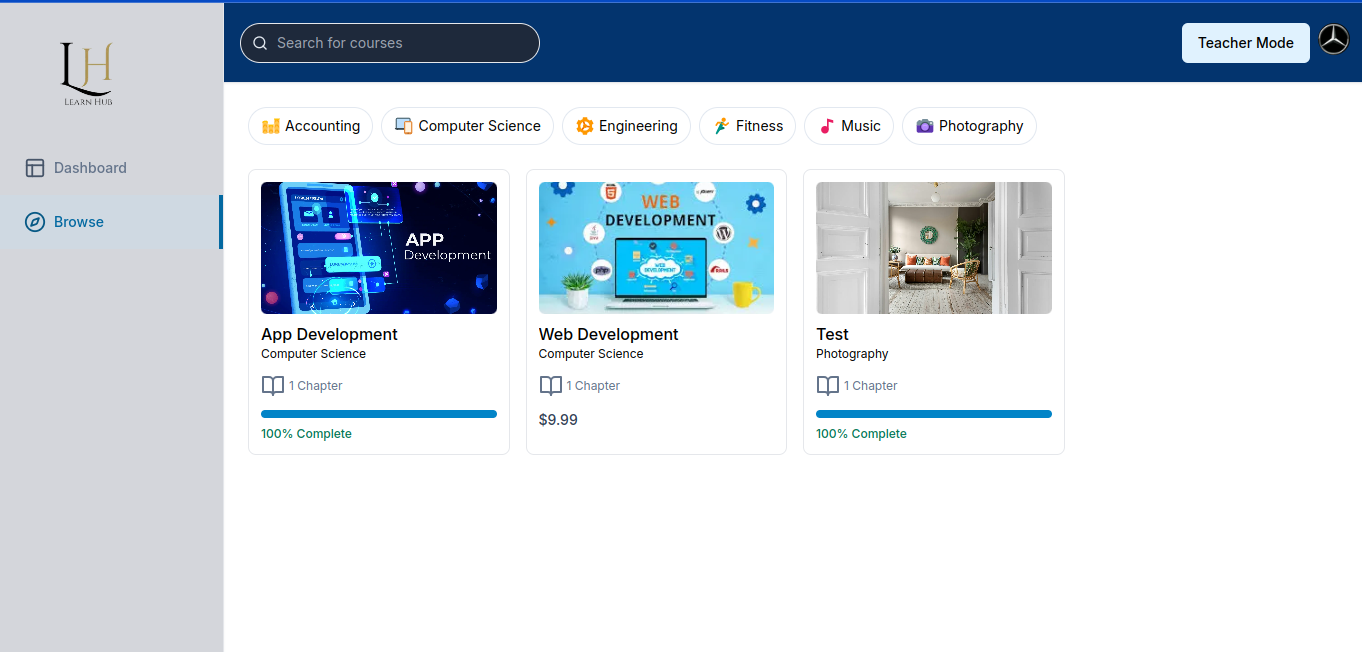 LEARN HUB
Search for courses
Teacher Mode
Dashboard
Browse
Accounting
Computer Science
Engineering
Fitness
Music
Photography
APP
Development
WEB
DEVELOPMENT
php
App Development
Computer Science
1 Chapter
100% Complete
Web Development
Computer Science
1 Chapter
$9.99
Test
Photography
1 Chapter
100% Complete